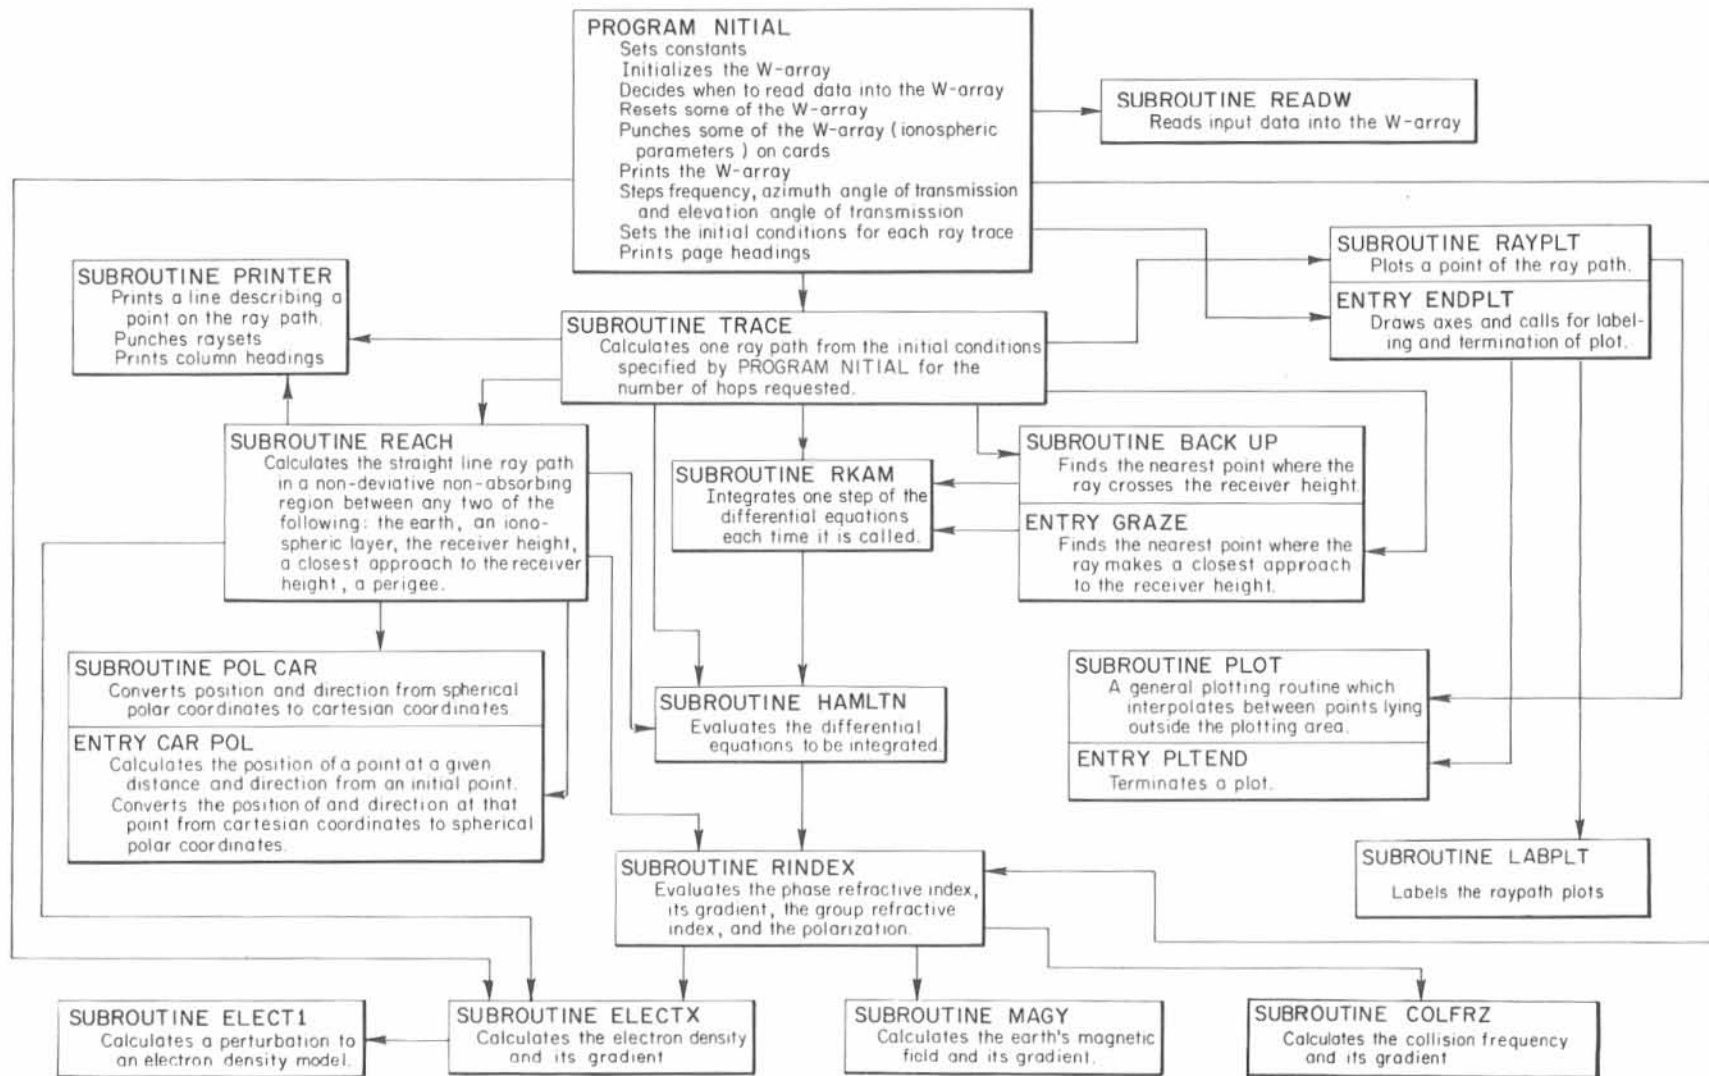 PROGRAM NITIAL
Sets constants
Initializes the W-array
Decides when to read data into the W-array
Resets some of the W-array
Punches some of the W-array (ionospheric
parameters) on cards
Prints the W-array
Steps frequency, azimuth angle of transmission
and elevation angle of transmission
Sets the initial conditions for each ray trace
Prints page headings
SUBROUTINE READW
Reads input data into the W-array
SUBROUTINE RAYPLT
Plots a point of the ray path.
ENTRY ENDPLT
Draws axes and calls for label-
ing and termination of plot.
SUBROUTINE PRINTER
Prints a line describing a
point on the ray path.
Punches raysets
Prints column headings
SUBROUTINE TRACE
Calculates one ray path from the initial conditions
specified by PROGRAM NITIAL for the
number of hops requested.
SUBROUTINE REACH
Calculates the straight line ray path
in a non-deviative non-absorbing
region between any two of the
following: the earth, an iono-
spheric layer, the receiver height,
a closest approach to the receiver
height, a perigee.
SUBROUTINE RKAM
Integrates one step of the
differential equations
each time it is called.
SUBROUTINE BACK UP
Finds the nearest point where the
ray crosses the receiver height.
ENTRY GRAZE
Finds the nearest point where the
ray makes a closest approach
to the receiver height.
SUBROUTINE POL CAR
Converts position and direction from spherical
polar coordinates to cartesian coordinates.
ENTRY CAR POL
Calculates the position of a point at a given
distance and direction from an initial point.
Converts the position of and direction at that
point from cartesian coordinates to spherical
polar coordinates.
SUBROUTINE HAMLTN
Evaluates the differential
equations to be integrated.
SUBROUTINE PLOT
A general plotting routine which
interpolates between points lying
outside the plotting area.
ENTRY PLTEND
Terminates a plot.
SUBROUTINE RINDEX
Evaluates the phase refractive index,
its gradient, the group refractive
index, and the polarization.
SUBROUTINE LABPLT
Labels the raypath plots
SUBROUTINE ELECT1
Calculates a perturbation to
an electron density model.
SUBROUTINE ELECTX
Calculates the electron density
and its gradient
SUBROUTINE MAGY
Calculates the earth's magnetic
field and its gradient.
SUBROUTINE COLFRZ
Calculates the collision frequency
and its gradient